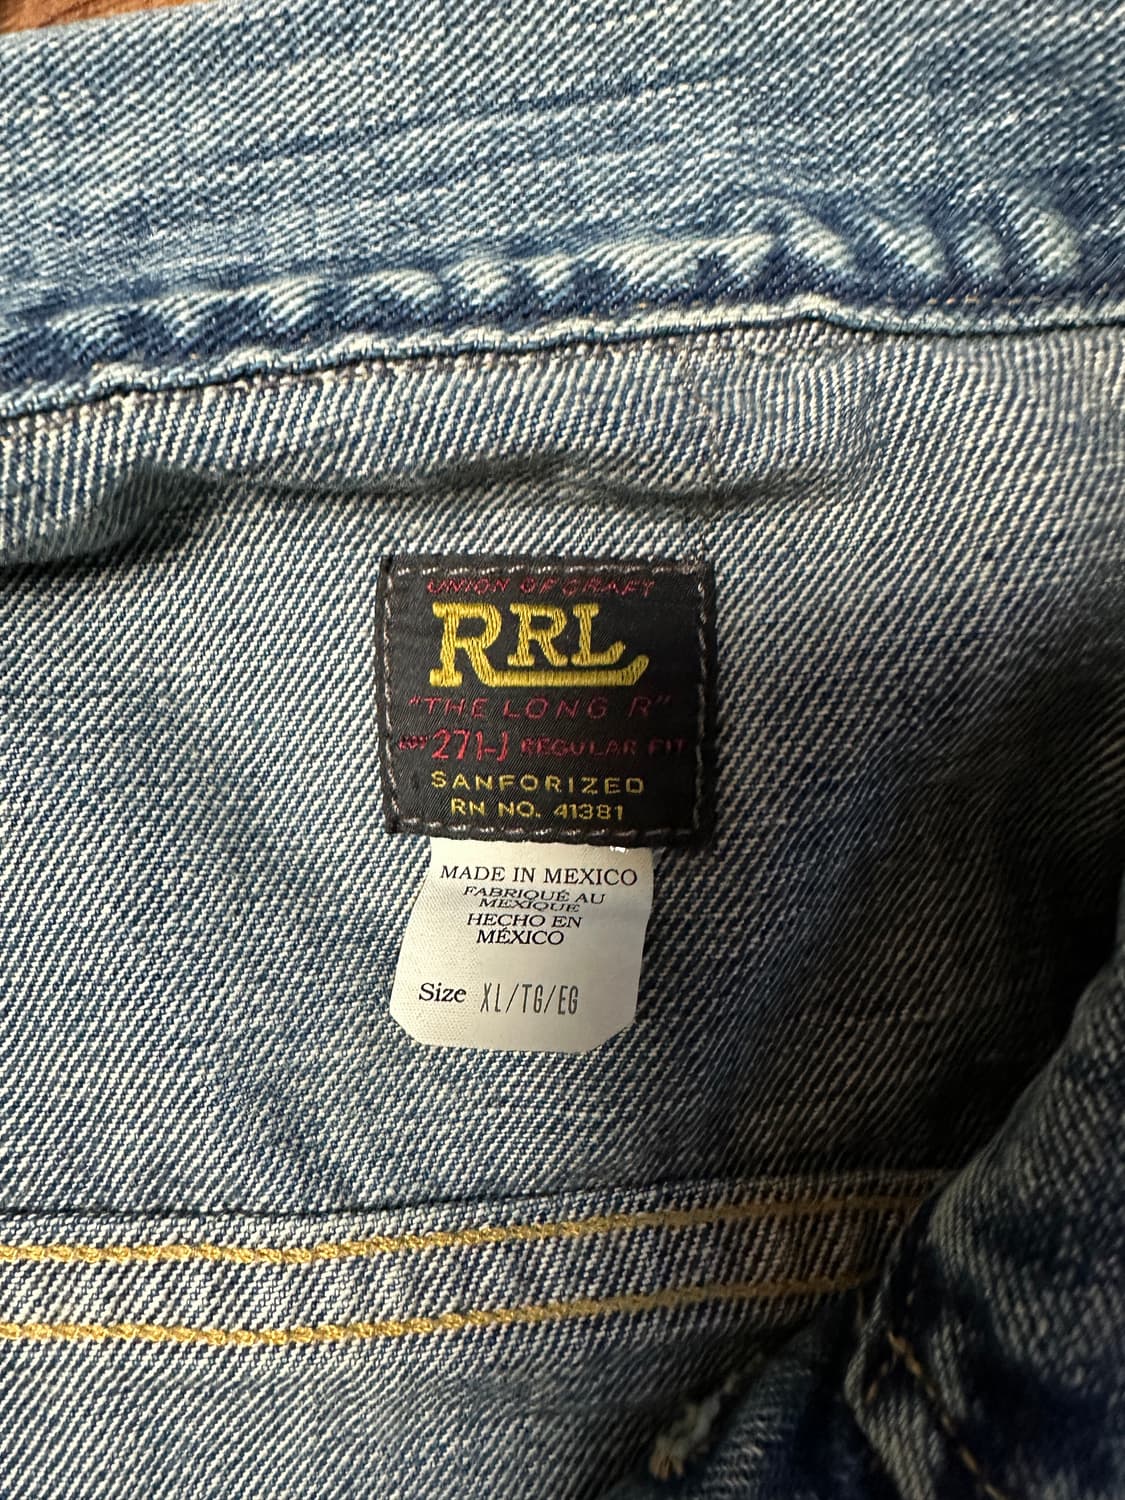 UNION OF CRAFT
RRL
"THE LONG R"
LOT 271-J REGULAR FIT
SANFORIZED
RN NO. 41381
MADE IN MEXICO
FABRIQUÉ AU
MEXIQUE
HECHO EN
MÉXICO
Size XL/TG/EG